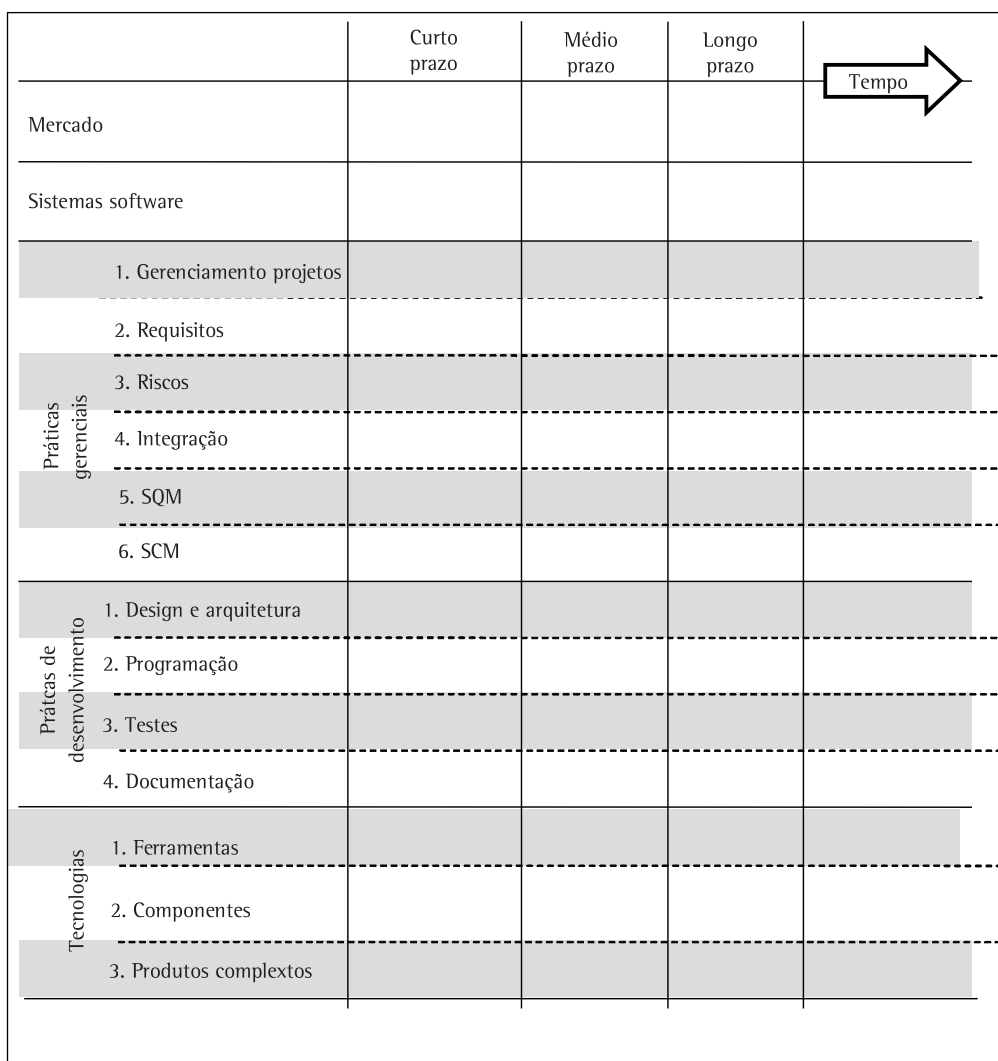 Curto
prazo
Médio
prazo
Longo
prazo
Tempo
Mercado
Sistemas software
Práticas
gerenciais
1. Gerenciamento projetos
2. Requisitos
3. Riscos
4. Integração
5. SQM
6. SCM
Prátcas de
desenvolvimento
1. Design e arquitetura
2. Programação
3. Testes
4. Documentação
Tecnologias
1. Ferramentas
2. Componentes
3. Produtos complextos